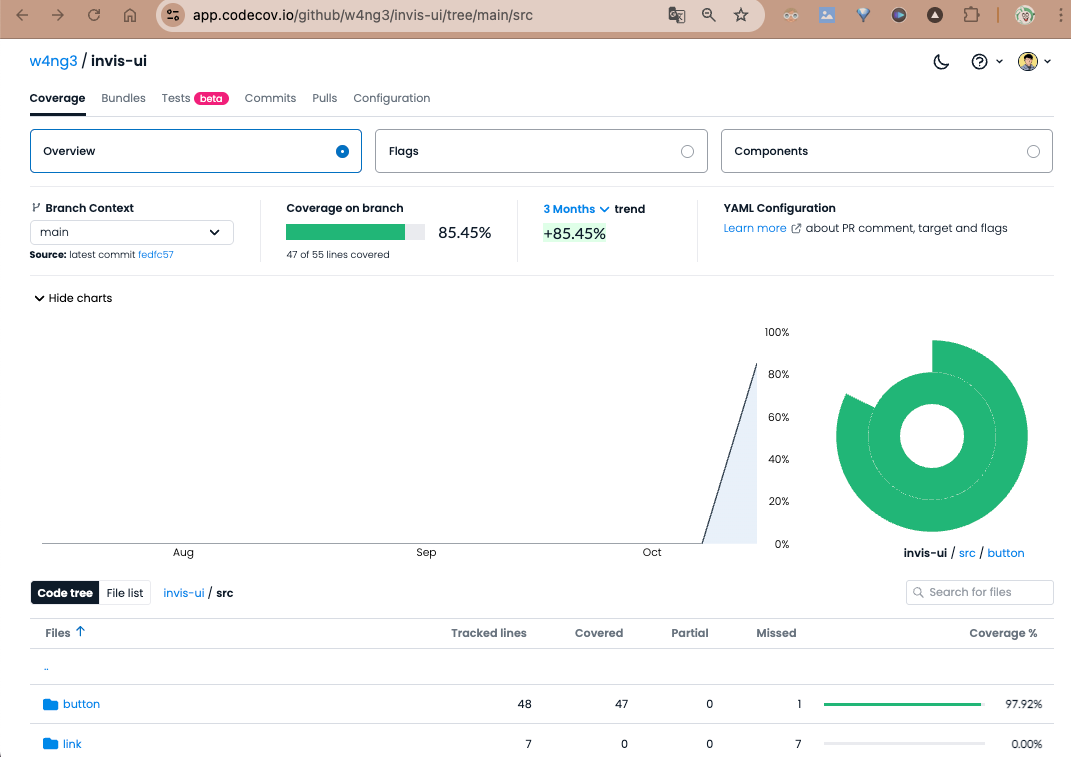 app.codecov.io/github/w4ng3/invis-ui/tree/main/src
w4ng3 / invis-ui
Coverage Bundles Tests beta Commits Pulls Configuration
Overview Flags Components
Branch Context
main
Source: latest commit fedfc57
Coverage on branch
85.45%
47 of 55 lines covered
3 Months trend
+85.45%
YAML Configuration
Learn more about PR comment, target and flags
Hide charts
100%
80%
60%
40%
20%
0%
Aug Sep Oct
invis-ui / src / button
Code tree File list invis-ui / src Search for files
Files Tracked lines Covered Partial Missed Coverage %
..
button 48 47 0 1 97.92%
link 7 0 0 7 0.00%